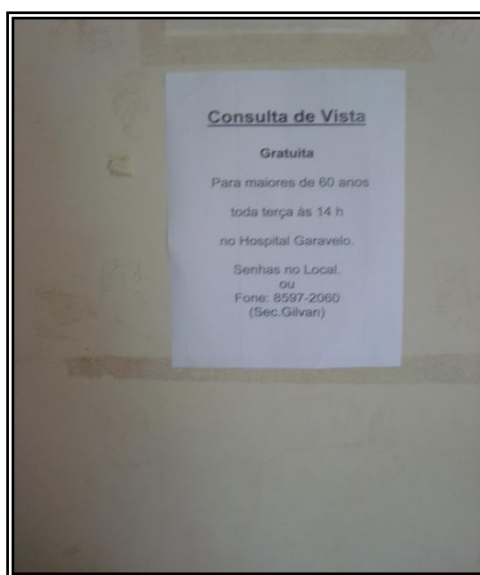 Consulta de Vista
Gratuita
Para maiores de 60 anos
toda terça às 14 h
no Hospital Garavelo.
Senhas no Local.
ou
Fone: 8597-2060
(Sec.Gilvan)